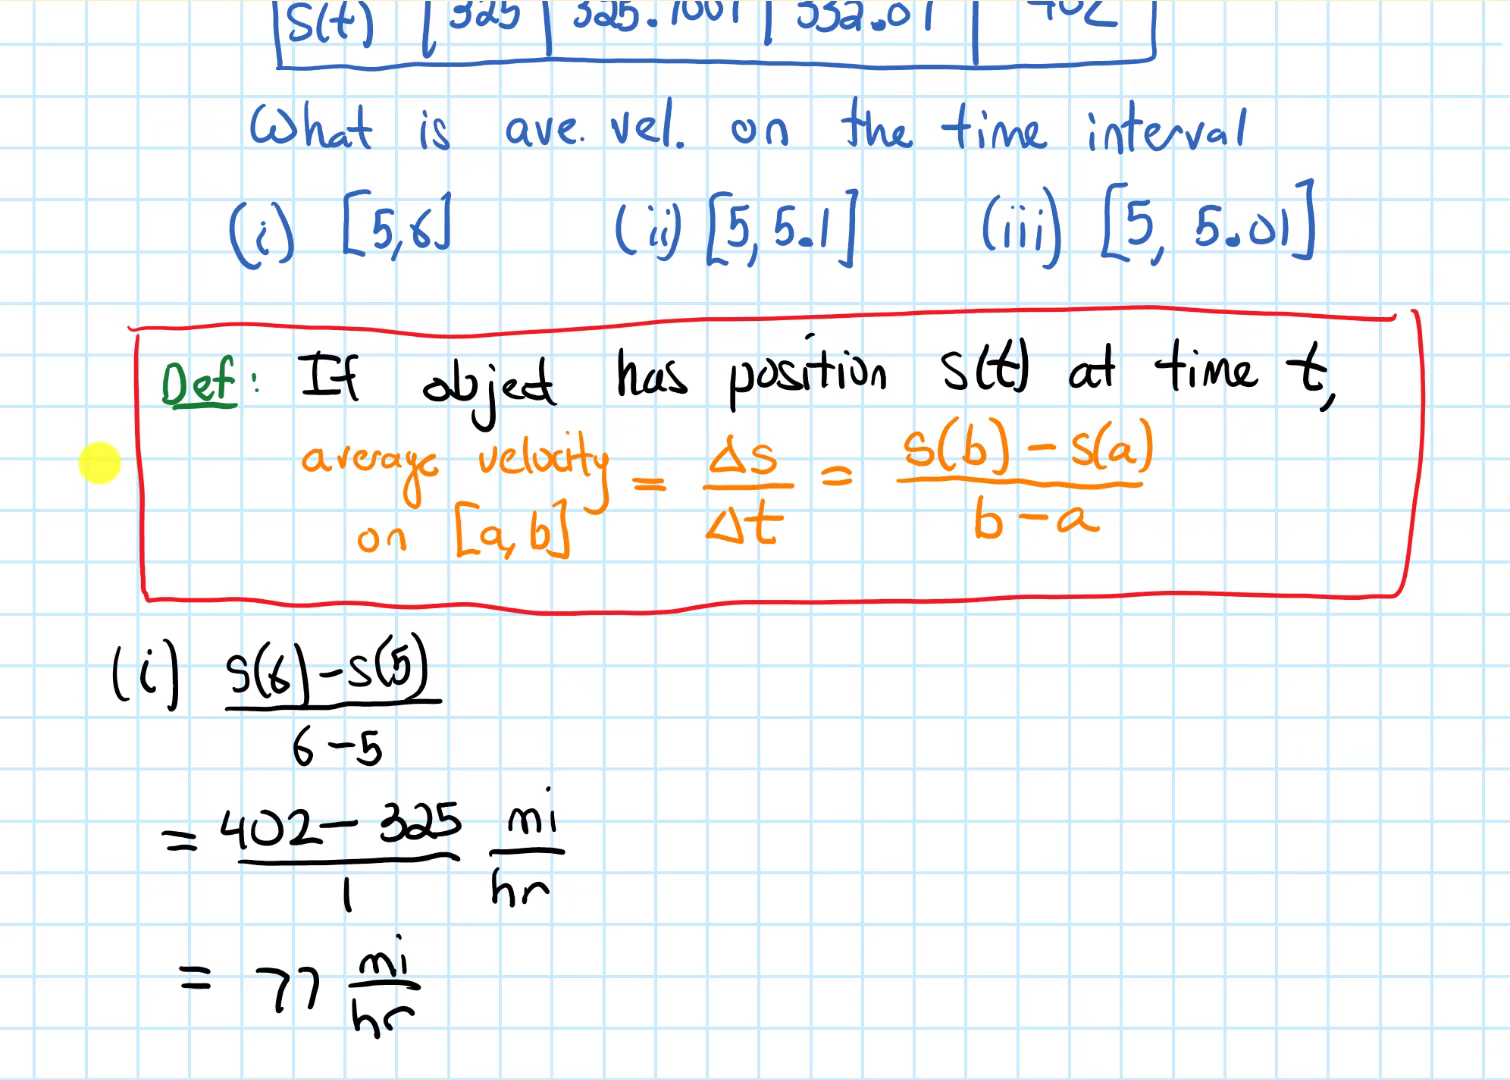 S(t) 325 325.7001 332.01 402
What is ave. vel. on the time interval
(i) [5,6] (ii) [5, 5.1] (iii) [5, 5.01]
Def: If object has position s(t) at time t,
average velocity on [a,b] = Δs/Δt = s(b) - s(a) / b - a
(i) s(6) - s(5)
6 - 5
= 402 - 325 mi
1 hr
= 77 mi
hr